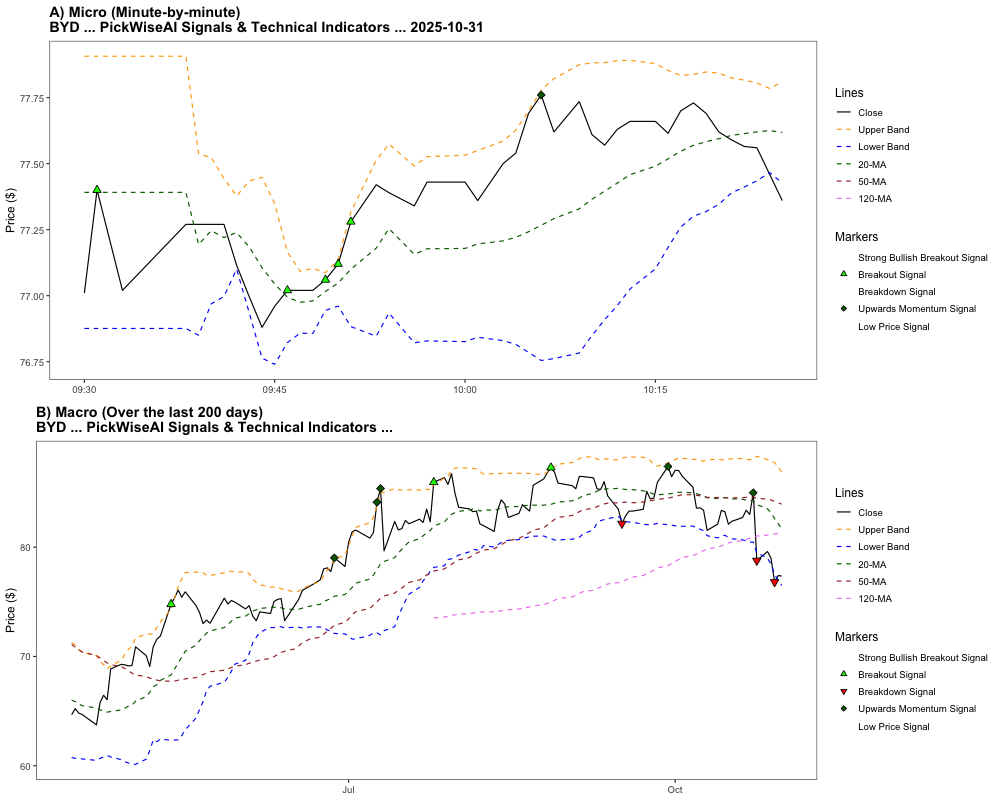 A) Micro (Minute-by-minute)
BYD ... PickWiseAI Signals & Technical Indicators ... 2025-10-31
Price ($)
77.75
77.50
77.25
77.00
76.75
09:30
09:45
10:00
10:15
Lines
Close
Upper Band
Lower Band
20-MA
50-MA
120-MA
Markers
Strong Bullish Breakout Signal
Breakout Signal
Breakdown Signal
Upwards Momentum Signal
Low Price Signal
B) Macro (Over the last 200 days)
BYD ... PickWiseAI Signals & Technical Indicators ...
Price ($)
80
70
60
Jul
Oct
Lines
Close
Upper Band
Lower Band
20-MA
50-MA
120-MA
Markers
Strong Bullish Breakout Signal
Breakout Signal
Breakdown Signal
Upwards Momentum Signal
Low Price Signal